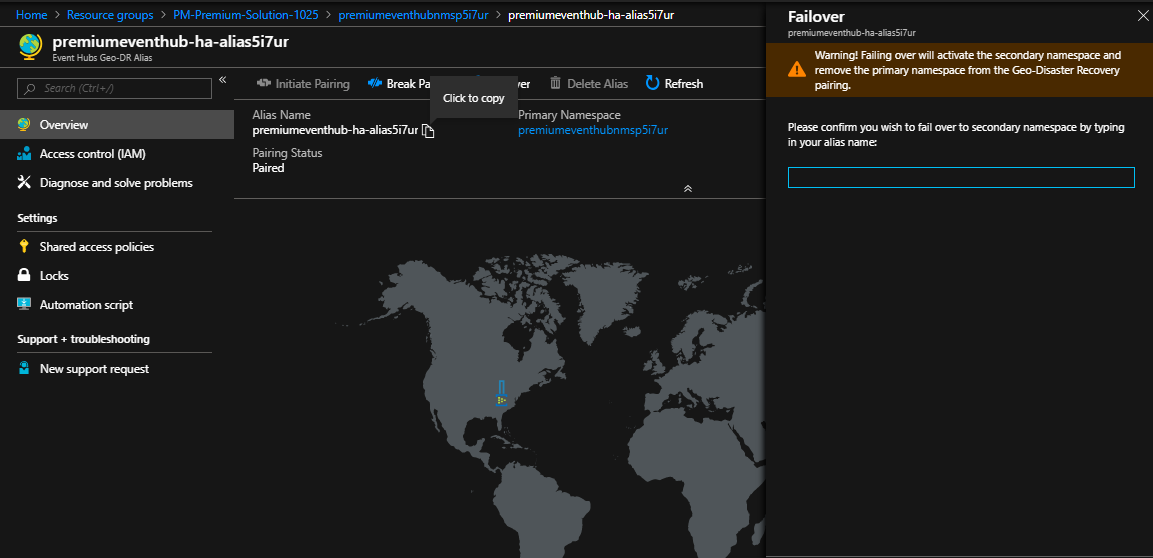 Home > Resource groups > PM-Premium-Solution-1025 > premiumeventhubnmsp5i7ur > premiumeventhub-ha-alias5i7ur
premiumeventhub-ha-alias5i7ur
Event Hubs Geo-DR Alias
Search (Ctrl+/)
«
Overview
Access control (IAM)
Diagnose and solve problems
Settings
Shared access policies
Locks
Automation script
Support + troubleshooting
New support request
Initiate Pairing Break Pa ver Delete Alias Refresh
Click to copy
Alias Name
premiumeventhub-ha-alias5i7ur
Pairing Status
Paired
Primary Namespace
premiumeventhubnmsp5i7ur
Failover
premiumeventhub-ha-alias5i7ur
Warning! Failing over will activate the secondary namespace and
remove the primary namespace from the Geo-Disaster Recovery
pairing.
Please confirm you wish to fail over to secondary namespace by typing
in your alias name: